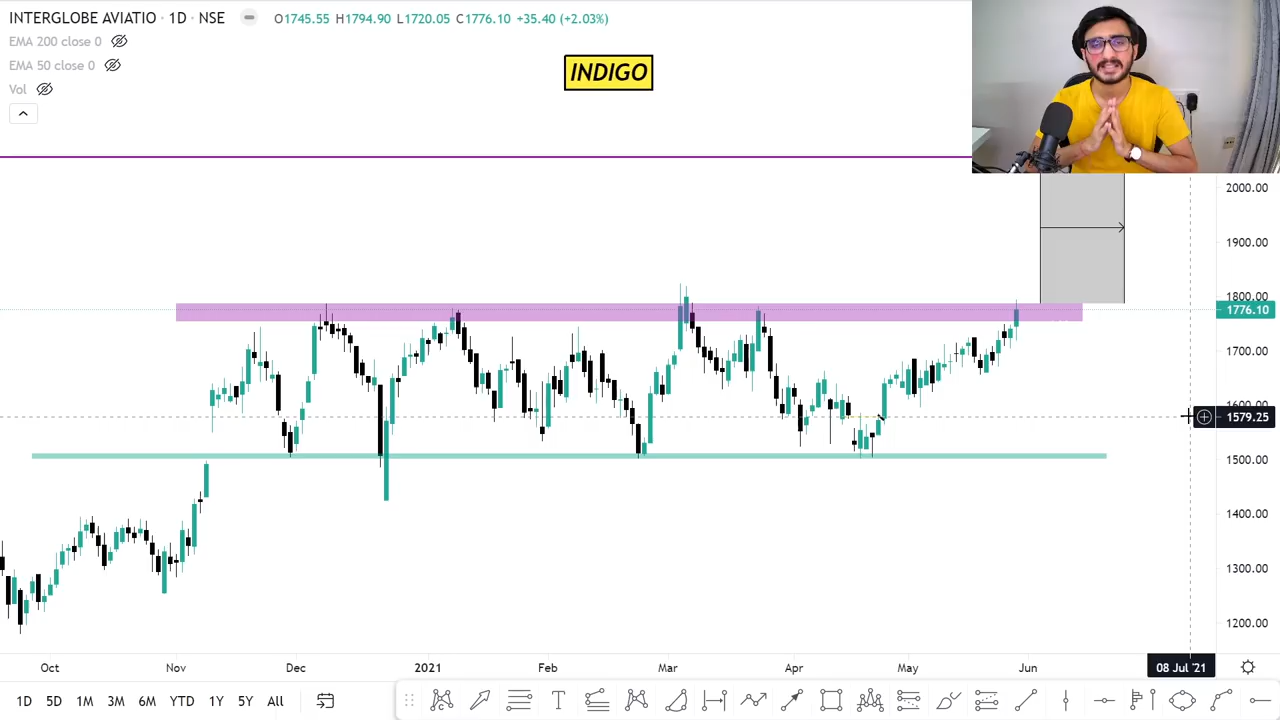 INTERGLOBE AVIATIO · 1D · NSE O1745.55 H1794.90 L1720.05 C1776.10 +35.40 (+2.03%)
EMA 200 close 0
EMA 50 close 0
Vol
INDIGO
2000.00
1900.00
1800.00
1776.10
1700.00
1600.00
1579.25
1500.00
1400.00
1300.00
1200.00
Oct Nov Dec 2021 Feb Mar Apr May Jun 08 Jul '21
1D 5D 1M 3M 6M YTD 1Y 5Y All